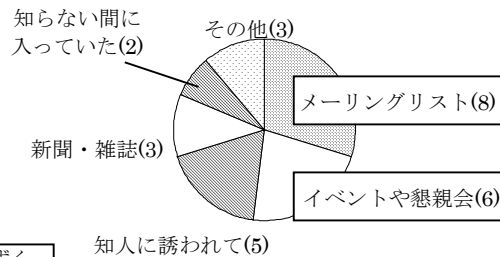 知らない間に
入っていた(2)
その他(3)
メーリングリスト(8)
新聞・雑誌(3)
イベントや懇親会(6)
知人に誘われて(5)